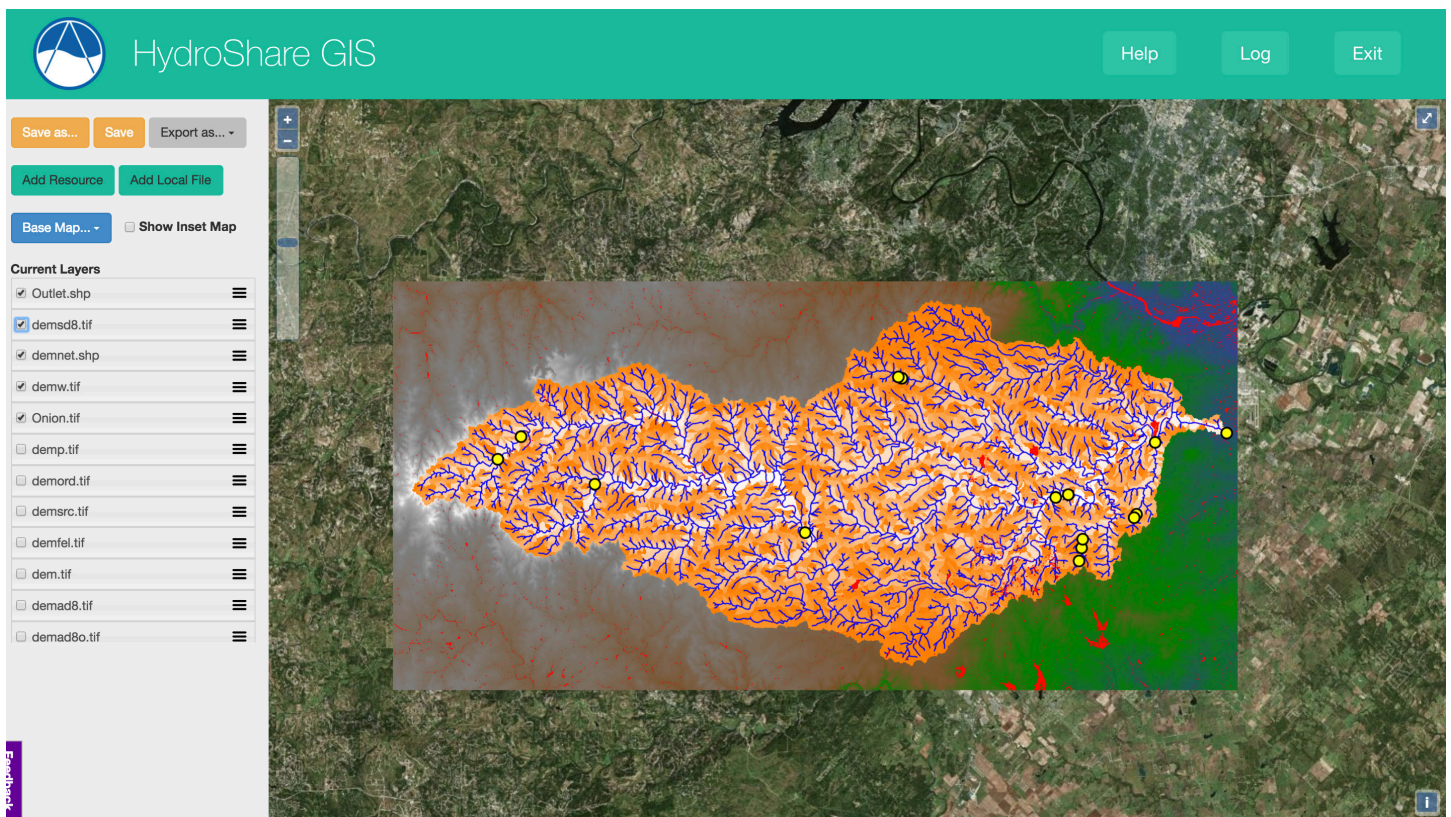 HydroShare GIS
Help Log Exit
Save as... Save Export as...
Add Resource Add Local File
Base Map... Show Inset Map
Current Layers
Outlet.shp
demsd8.tif
demnet.shp
demw.tif
Onion.tif
demp.tif
demord.tif
demsrc.tif
demfel.tif
dem.tif
demad8.tif
demad8o.tif
Feedback
+
−
i